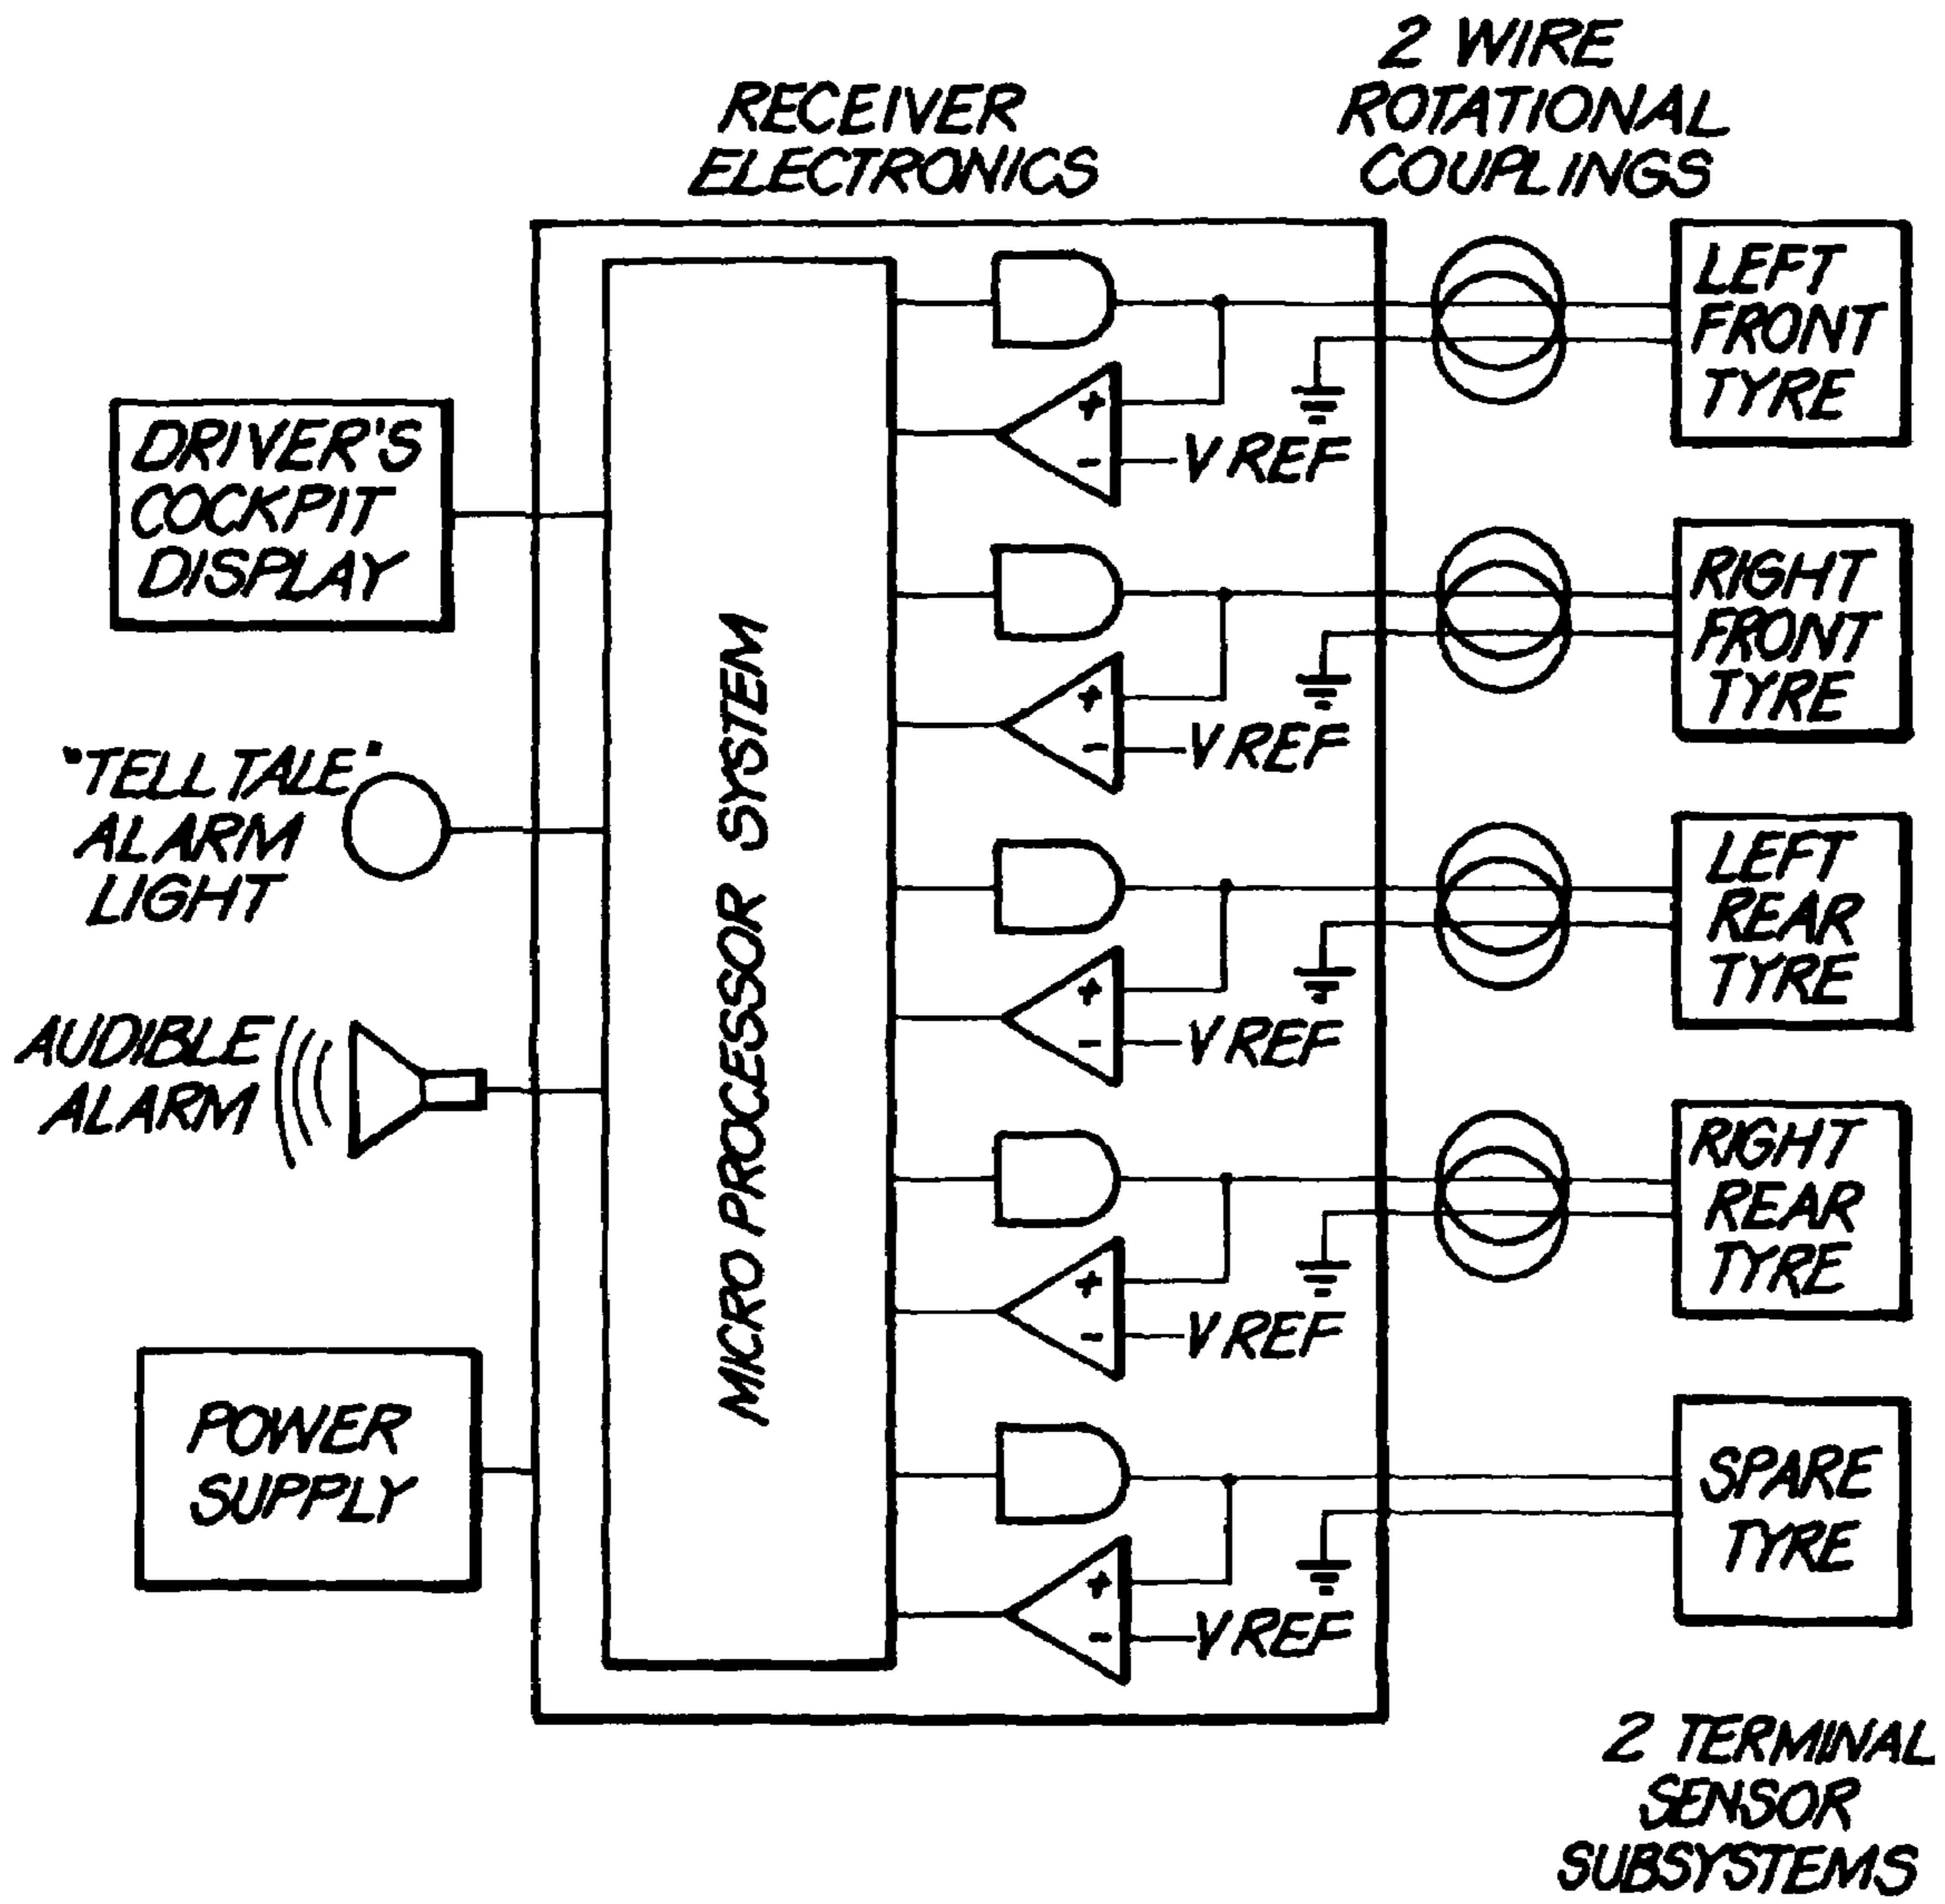 2 WIRE
ROTATIONAL
COUPLINGS
RECEIVER
ELECTRONICS
LEFT
FRONT
TYRE
+
-
V REF
DRIVER'S
COCKPIT
DISPLAY
RIGHT
FRONT
TYRE
+
-
V REF
MICRO PROCESSOR SYSTEM
"TELL TALE"
ALARM
LIGHT
LEFT
REAR
TYRE
+
-
V REF
AUDIBLE
ALARM
RIGHT
REAR
TYRE
+
-
V REF
POWER
SUPPLY
SPARE
TYRE
+
-
V REF
2 TERMINAL
SENSOR
SUBSYSTEMS